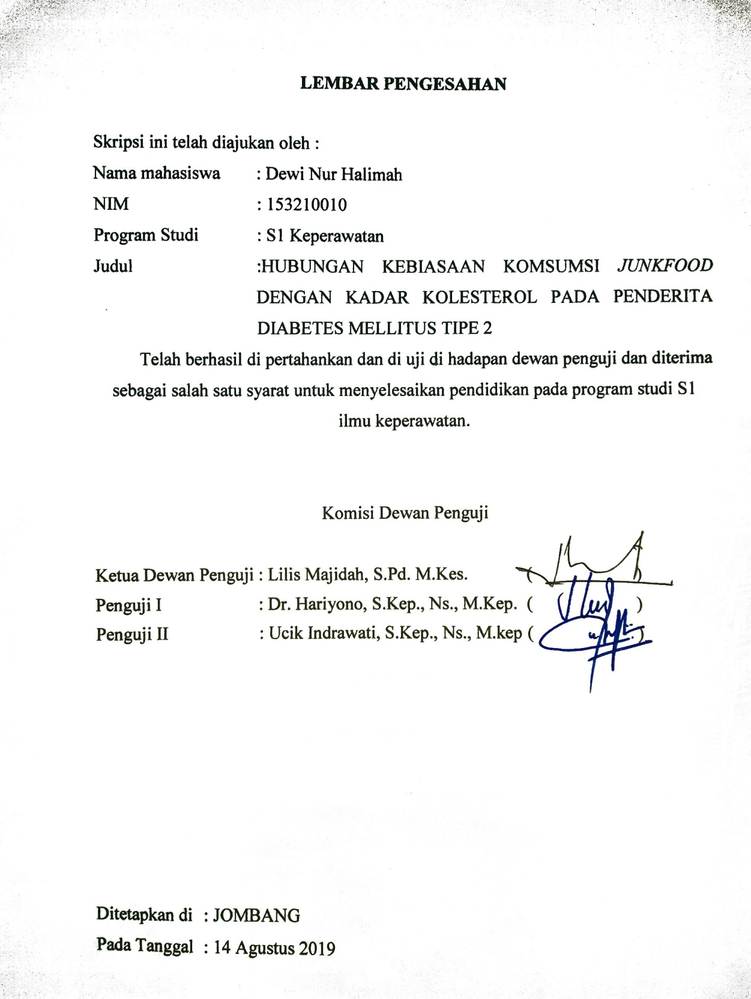 LEMBAR PENGESAHAN
Skripsi ini telah diajukan oleh :
Nama mahasiswa : Dewi Nur Halimah
NIM : 153210010
Program Studi : S1 Keperawatan
Judul :HUBUNGAN KEBIASAAN KOMSUMSI JUNKFOOD
DENGAN KADAR KOLESTEROL PADA PENDERITA
DIABETES MELLITUS TIPE 2
Telah berhasil di pertahankan dan di uji di hadapan dewan penguji dan diterima
sebagai salah satu syarat untuk menyelesaikan pendidikan pada program studi S1
ilmu keperawatan.
Komisi Dewan Penguji
Ketua Dewan Penguji : Lilis Majidah, S.Pd. M.Kes.
Penguji I : Dr. Hariyono, S.Kep., Ns., M.Kep. ( )
Penguji II : Ucik Indrawati, S.Kep., Ns., M.kep ( )
Ditetapkan di : JOMBANG
Pada Tanggal : 14 Agustus 2019